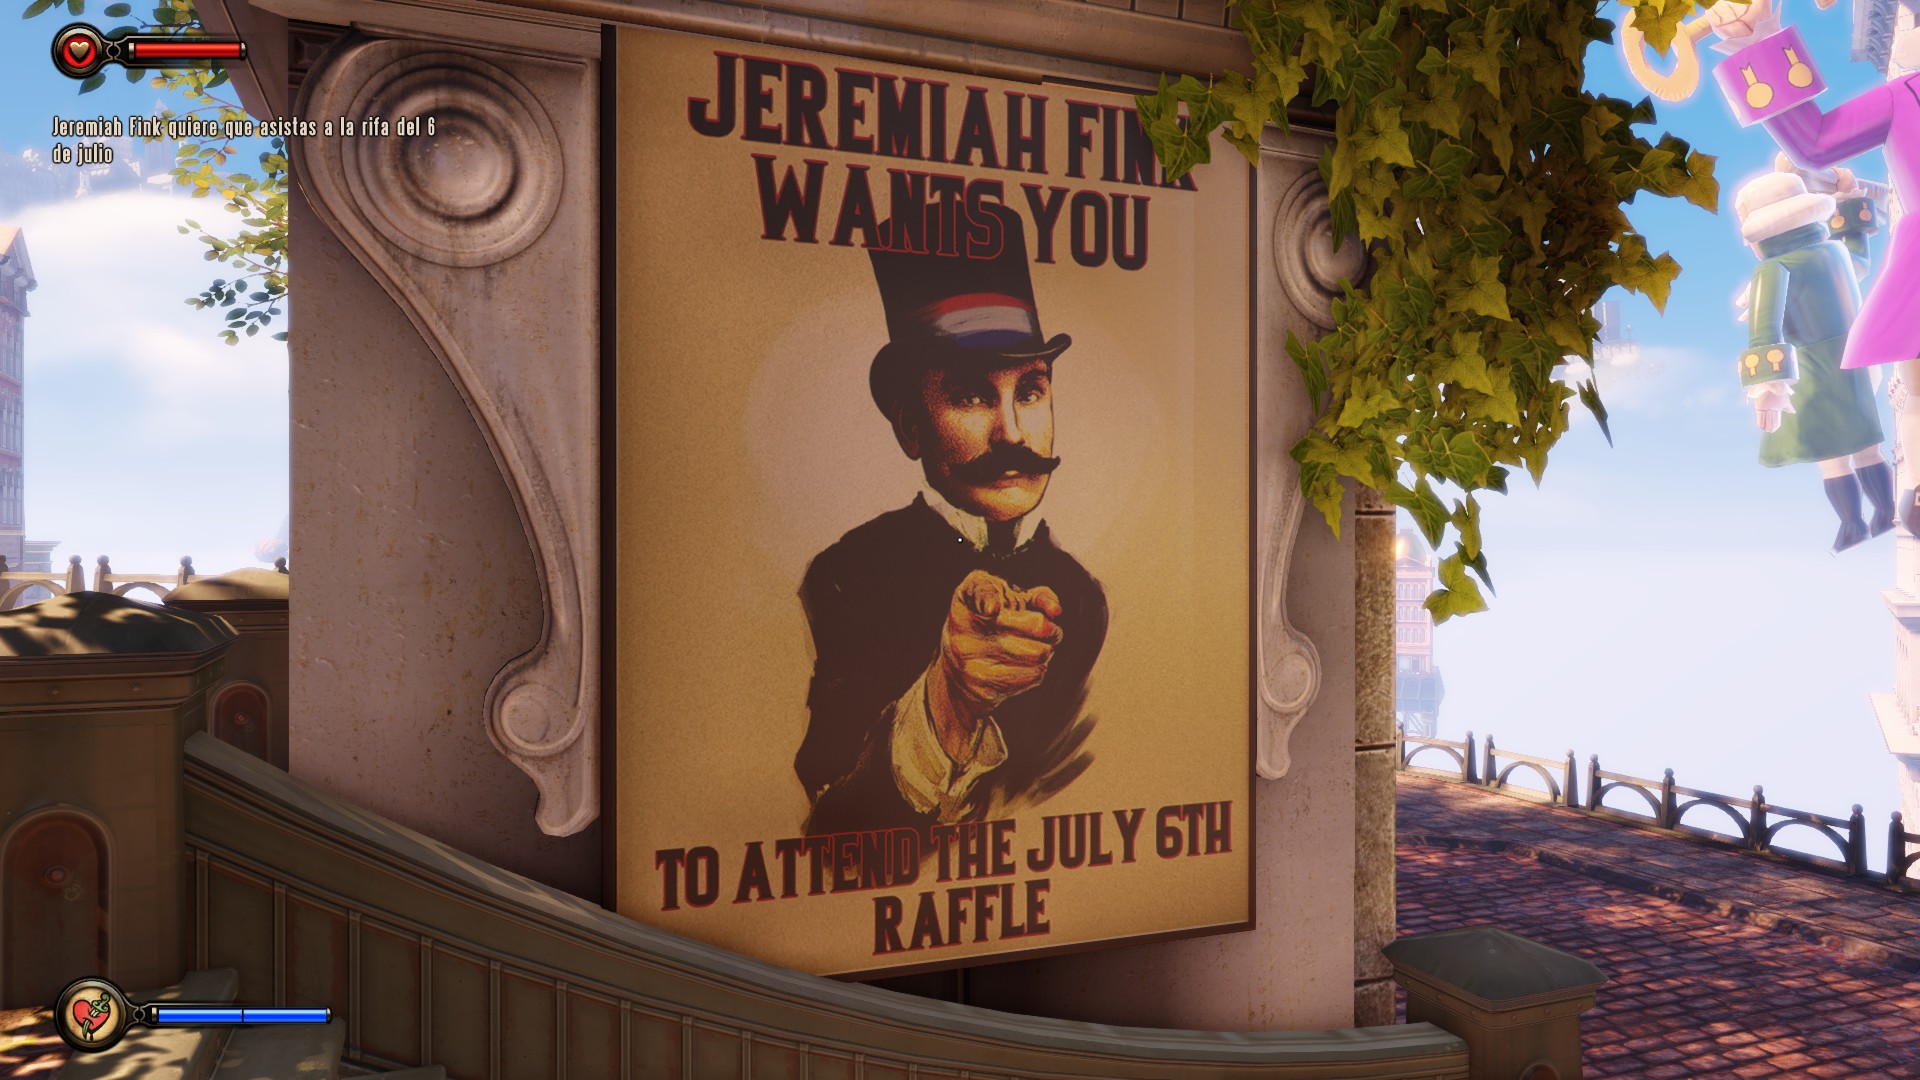 Jeremiah Fink quiere que asistas a la rifa del 6
de julio
JEREMIAH FINK
WANTS YOU
TO ATTEND THE JULY 6TH
RAFFLE